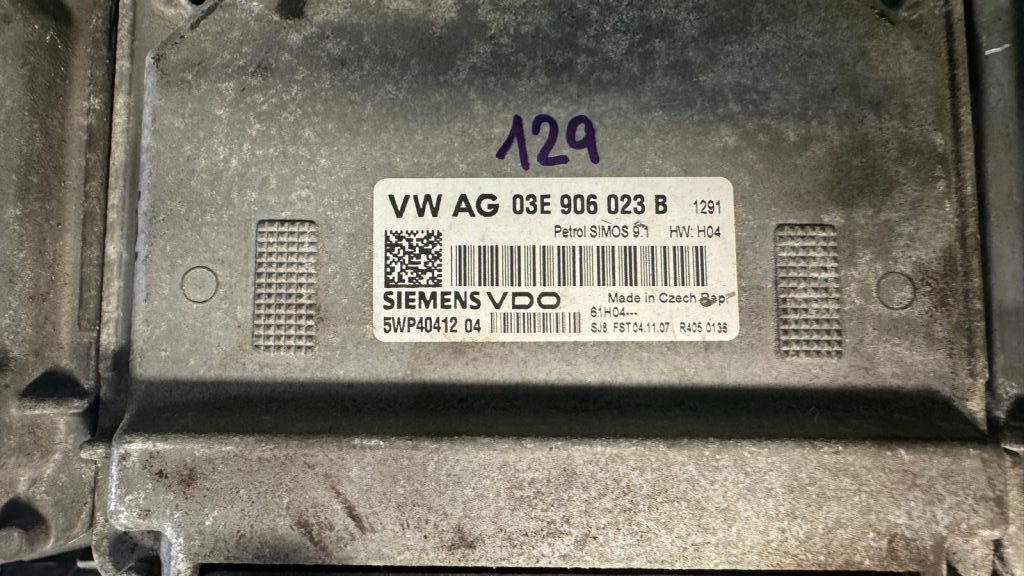 129
VW AG 03E 906 023 B 1291
Petrol SIMOS 9.1 HW: H04
SIEMENS VDO Made in Czech Rep.
61H04---
5WP40412 04 SJ8 FST 04.11.07 R405 0136